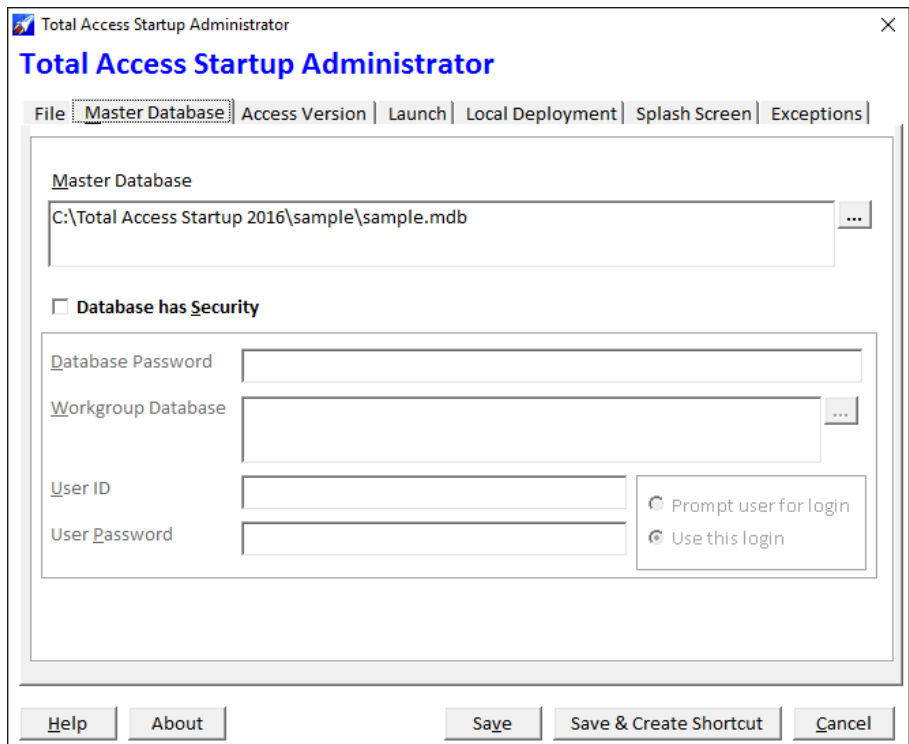 Total Access Startup Administrator
Total Access Startup Administrator
File Master Database Access Version Launch Local Deployment Splash Screen Exceptions
Master Database
C:\Total Access Startup 2016\sample\sample.mdb ...
Database has Security
Database Password
Workgroup Database ...
User ID
Prompt user for login
User Password
Use this login
Help About Save Save & Create Shortcut Cancel